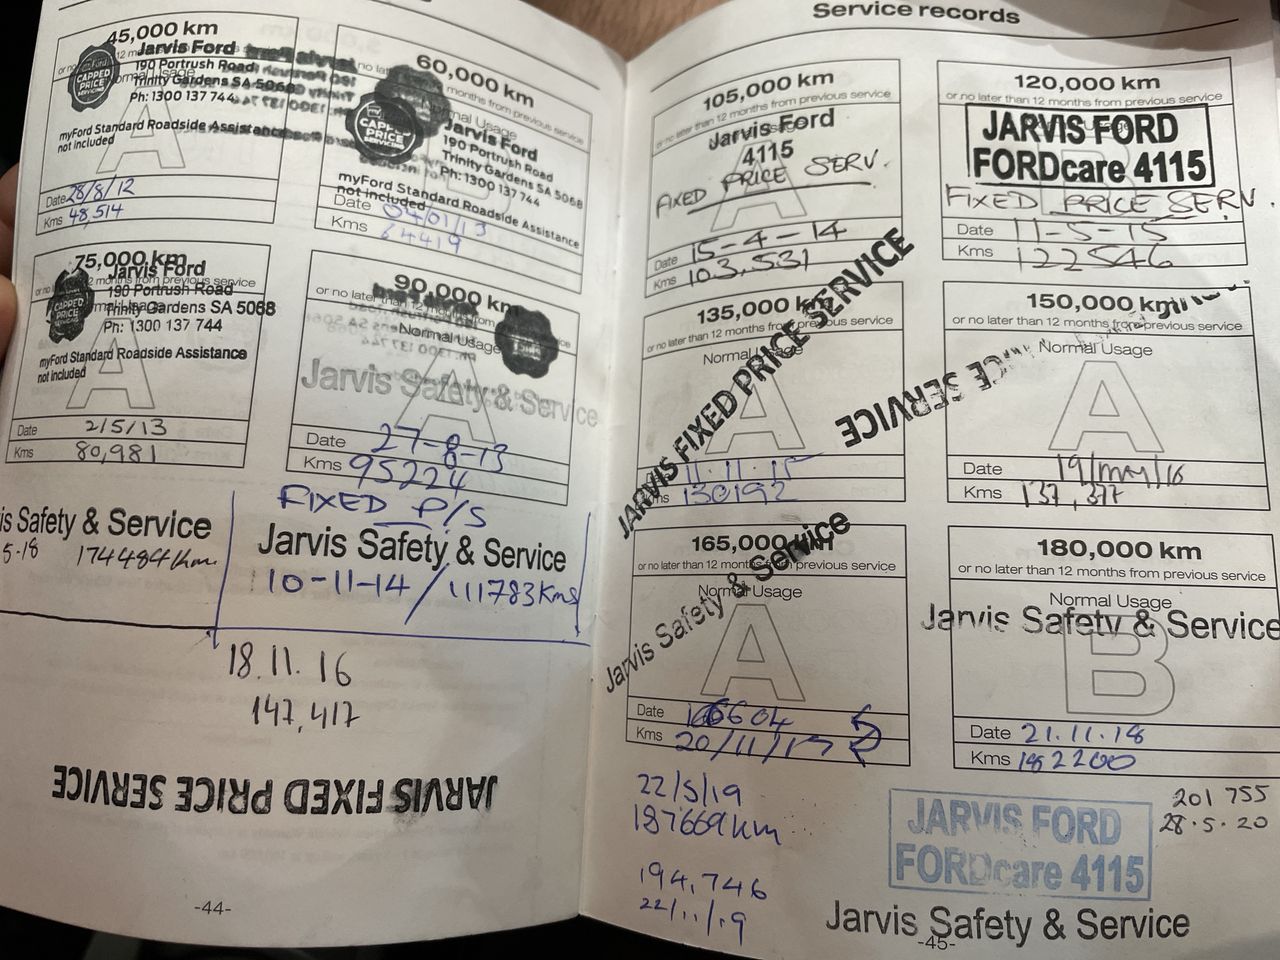 45,000 km
Jarvis Ford
190 Portrush Road
Trinity Gardens SA 5068
Ph: 1300 137 744
CAPPED PRICE SERVICING
myFord Standard Roadside Assistance
not included
A
Date 28/8/12
Kms 48,514
60,000 km
months from previous service
Jarvis Ford
190 Portrush Road
Trinity Gardens SA 5068
Ph: 1300 137 744
myFord Standard Roadside Assistance
not included
Date 04/01/13
Kms 64419
75,000 km
months from previous service
Jarvis Ford
190 Portrush Road
Trinity Gardens SA 5068
Ph: 1300 137 744
CAPPED PRICE SERVICING
myFord Standard Roadside Assistance
not included
A
Date 2/5/13
Kms 80,981
90,000 km
or no later than 12 months from
Normal Usage
A
Jarvis Safety & Service
Date 27-8-13
Kms 95224
FIXED P/S
is Safety & Service
5-18 174484km
Jarvis Safety & Service
10-11-14 / 111783Kms
18.11.16
147,417
JARVIS FIXED PRICE SERVICE
-44-
Service records
105,000 km
or no later than 12 months from previous service
Jarvis Ford
4115
FIXED PRICE SERV.
A
Date 15-4-14
Kms 103.531
120,000 km
or no later than 12 months from previous service
JARVIS FORD
FORDcare 4115
FIXED PRICE SERV.
Date 11-5-15
Kms 122546
135,000 km
or no later than 12 months from previous service
Normal Usage
A
JARVIS FIXED PRICE SERVICE
11.11.15
Kms 130192
150,000 km
or no later than 12 months from previous service
Normal Usage
A
SERVICE
Date 19/may/16
Kms 137,377
165,000 km
or no later than 12 months from previous service
Normal Usage
A
Jarvis Safety & Service
Date 166604
Kms 20/11/17
180,000 km
or no later than 12 months from previous service
Normal Usage
B
Jarvis Safety & Service
Date 21.11.18
Kms 182200
22/5/19
187669km
194,746
22/11/19
JARVIS FORD
FORDcare 4115
201 755
28.5.20
Jarvis Safety & Service
-45-